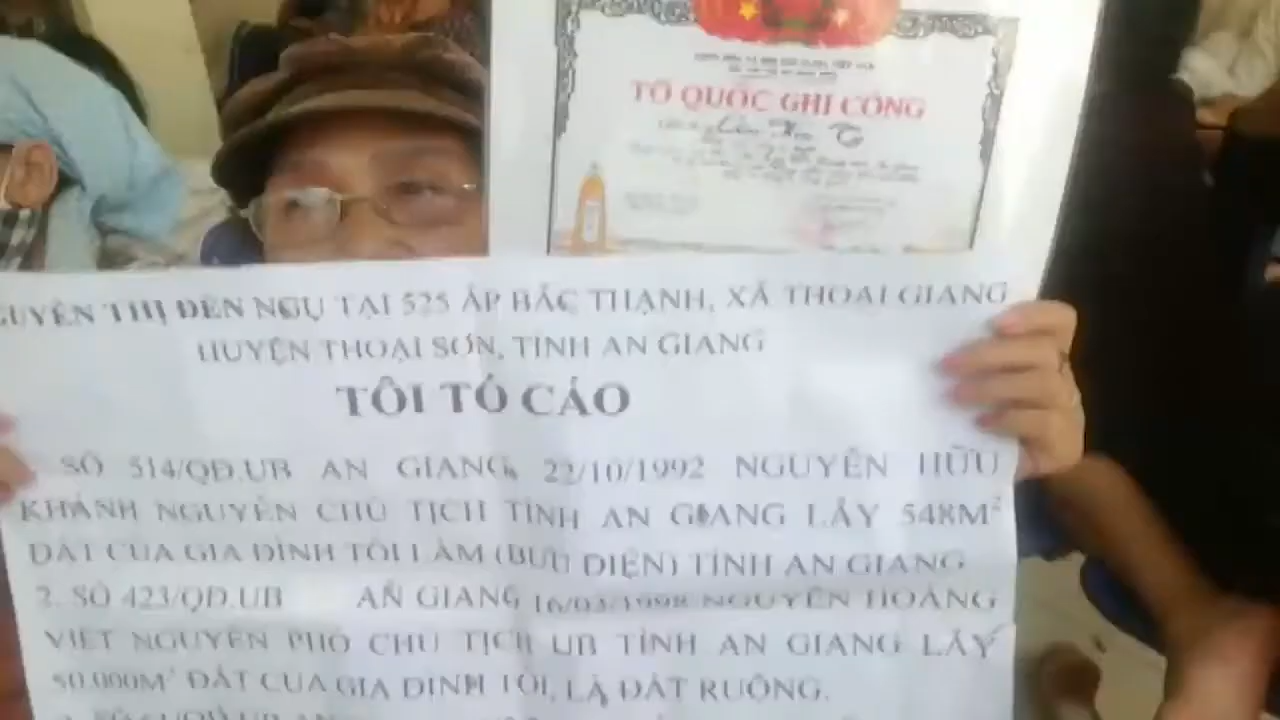 TỔ QUỐC GHI CÔNG
NGUYỄN THỊ ĐEN NGỤ TẠI 525 ẤP BẮC THẠNH, XÃ THOẠI GIANG
HUYỆN THOẠI SƠN, TỈNH AN GIANG
TÔI TỐ CÁO
SỐ 514/QĐ.UB AN GIANG, 22/10/1992 NGUYỄN HỮU
KHÁNH NGUYÊN CHỦ TỊCH TỈNH AN GIANG LẤY 548M²
ĐẤT CỦA GIA ĐÌNH TÔI LÀM (BƯU ĐIỆN) TỈNH AN GIANG
2. SỐ 423/QĐ.UB AN GIANG 16/03/1998 NGUYỄN HOÀNG
VIỆT NGUYÊN PHÓ CHỦ TỊCH UB TỈNH AN GIANG LẤY
50.000M² ĐẤT CỦA GIA ĐÌNH TÔI, LÀ ĐẤT RUỘNG.